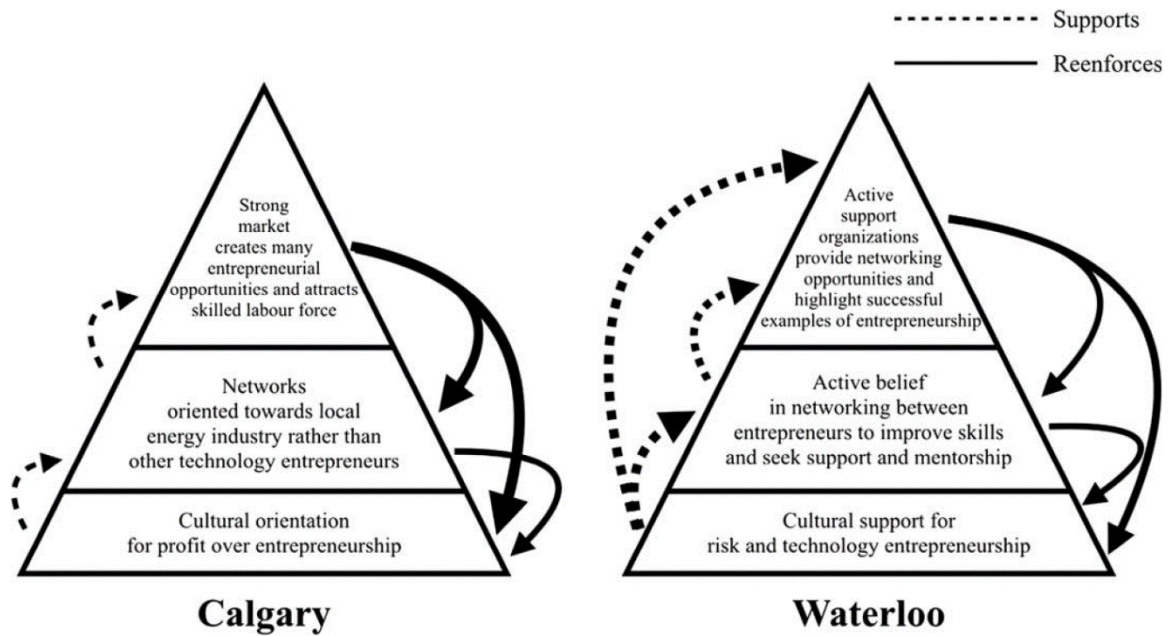 Supports
Reenforces
Strong
market
creates many
entrepreneurial
opportunities and attracts
skilled labour force
Networks
oriented towards local
energy industry rather than
other technology entrepreneurs
Cultural orientation
for profit over entrepreneurship
Calgary
Active
support
organizations
provide networking
opportunities and
highlight successful
examples of entrepreneurship
Active belief
in networking between
entrepreneurs to improve skills
and seek support and mentorship
Cultural support for
risk and technology entrepreneurship
Waterloo